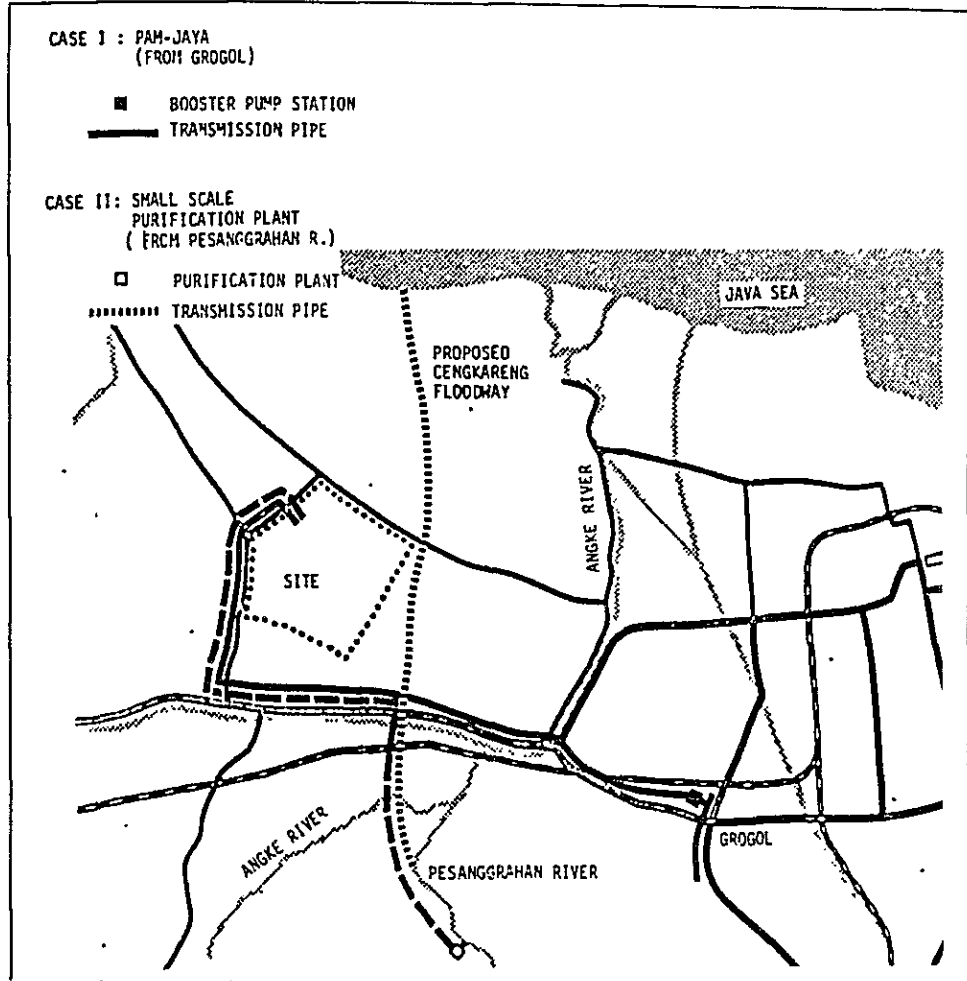 CASE I : PAM-JAYA
(FROM GROGOL)
BOOSTER PUMP STATION
TRANSMISSION PIPE
CASE II: SMALL SCALE
PURIFICATION PLANT
( FROM PESANGGRAHAN R.)
PURIFICATION PLANT
TRANSMISSION PIPE
JAVA SEA
PROPOSED
CENGKARENG
FLOODWAY
ANGKE RIVER
SITE
GROGOL
ANGKE RIVER
PESANGGRAHAN RIVER